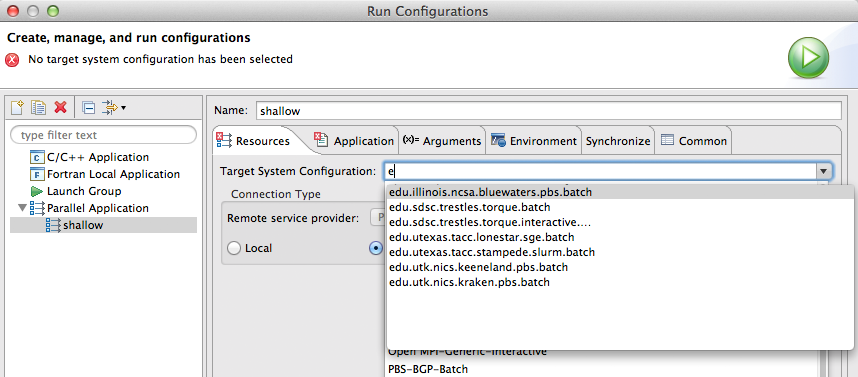 Run Configurations
Create, manage, and run configurations
No target system configuration has been selected
Name: shallow
type filter text
Resources Application (x)= Arguments Environment Synchronize Common
C/C++ Application
Fortran Local Application
Launch Group
Parallel Application
shallow
Target System Configuration: e
Connection Type
Remote service provider: P
Local
edu.illinois.ncsa.bluewaters.pbs.batch
edu.sdsc.trestles.torque.batch
edu.sdsc.trestles.torque.interactive....
edu.utexas.tacc.lonestar.sge.batch
edu.utexas.tacc.stampede.slurm.batch
edu.utk.nics.keeneland.pbs.batch
edu.utk.nics.kraken.pbs.batch
Open MPI-Generic-Interactive
PBS-BGP-Batch